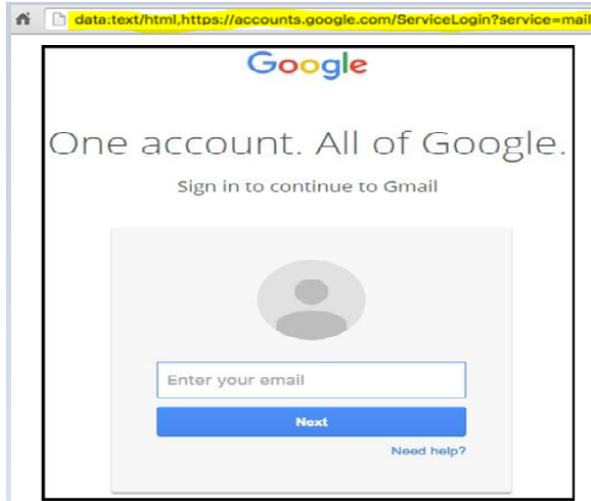 data:text/html,https://accounts.google.com/ServiceLogin?service=mail
Google
One account. All of Google.
Sign in to continue to Gmail
Enter your email
Next
Need help?